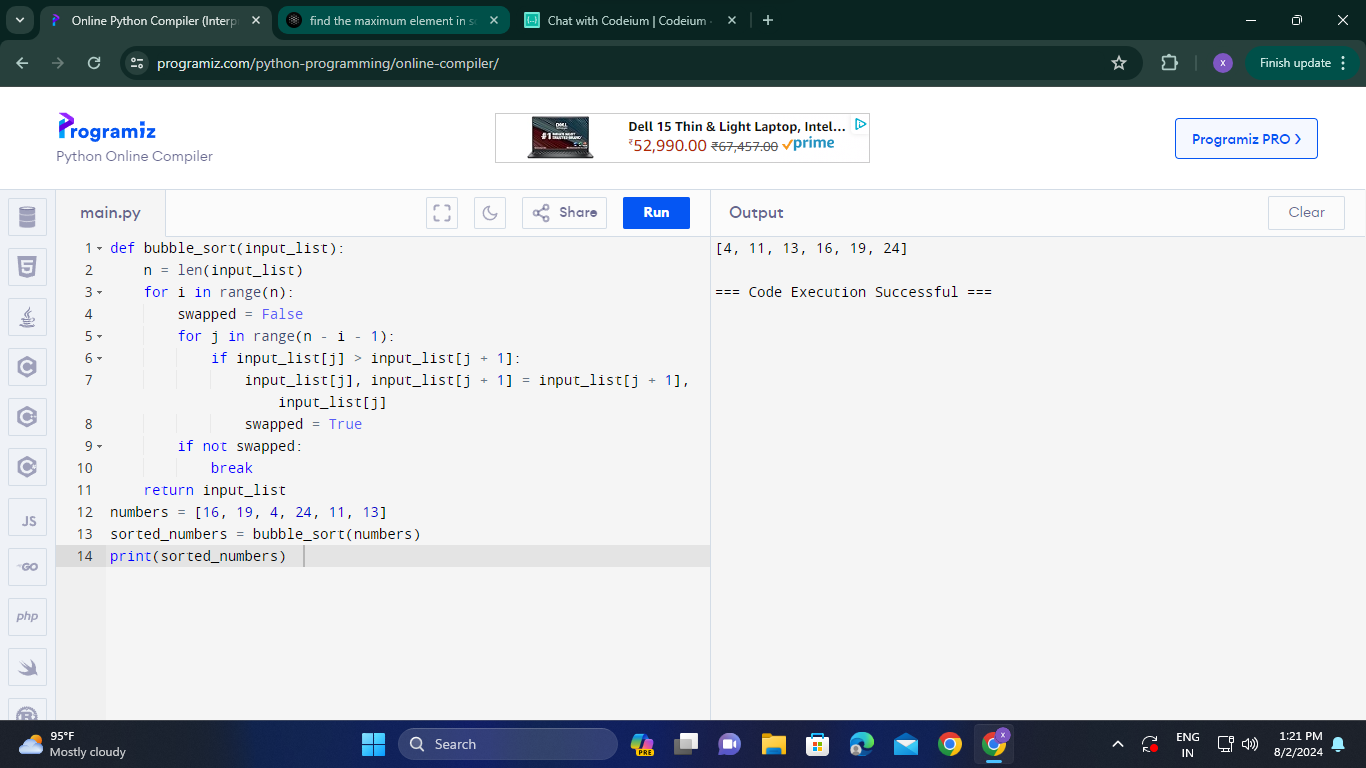 Online Python Compiler (Interp
find the maximum element in s
Chat with Codeium | Codeium
programiz.com/python-programming/online-compiler/
x
Finish update
Programiz
Python Online Compiler
DELL
#1
Dell 15 Thin & Light Laptop, Intel...
₹52,990.00 ₹67,457.00 prime
Programiz PRO >
main.py
Share
Run
Output
Clear
1 def bubble_sort(input_list):
2 n = len(input_list)
3 for i in range(n):
4 swapped = False
5 for j in range(n - i - 1):
6 if input_list[j] > input_list[j + 1]:
7 input_list[j], input_list[j + 1] = input_list[j + 1],
input_list[j]
8 swapped = True
9 if not swapped:
10 break
11 return input_list
12 numbers = [16, 19, 4, 24, 11, 13]
13 sorted_numbers = bubble_sort(numbers)
14 print(sorted_numbers)
[4, 11, 13, 16, 19, 24]
=== Code Execution Successful ===
JS
GO
php
95°F
Mostly cloudy
Search
PRE
x
ENG
IN
1:21 PM
8/2/2024